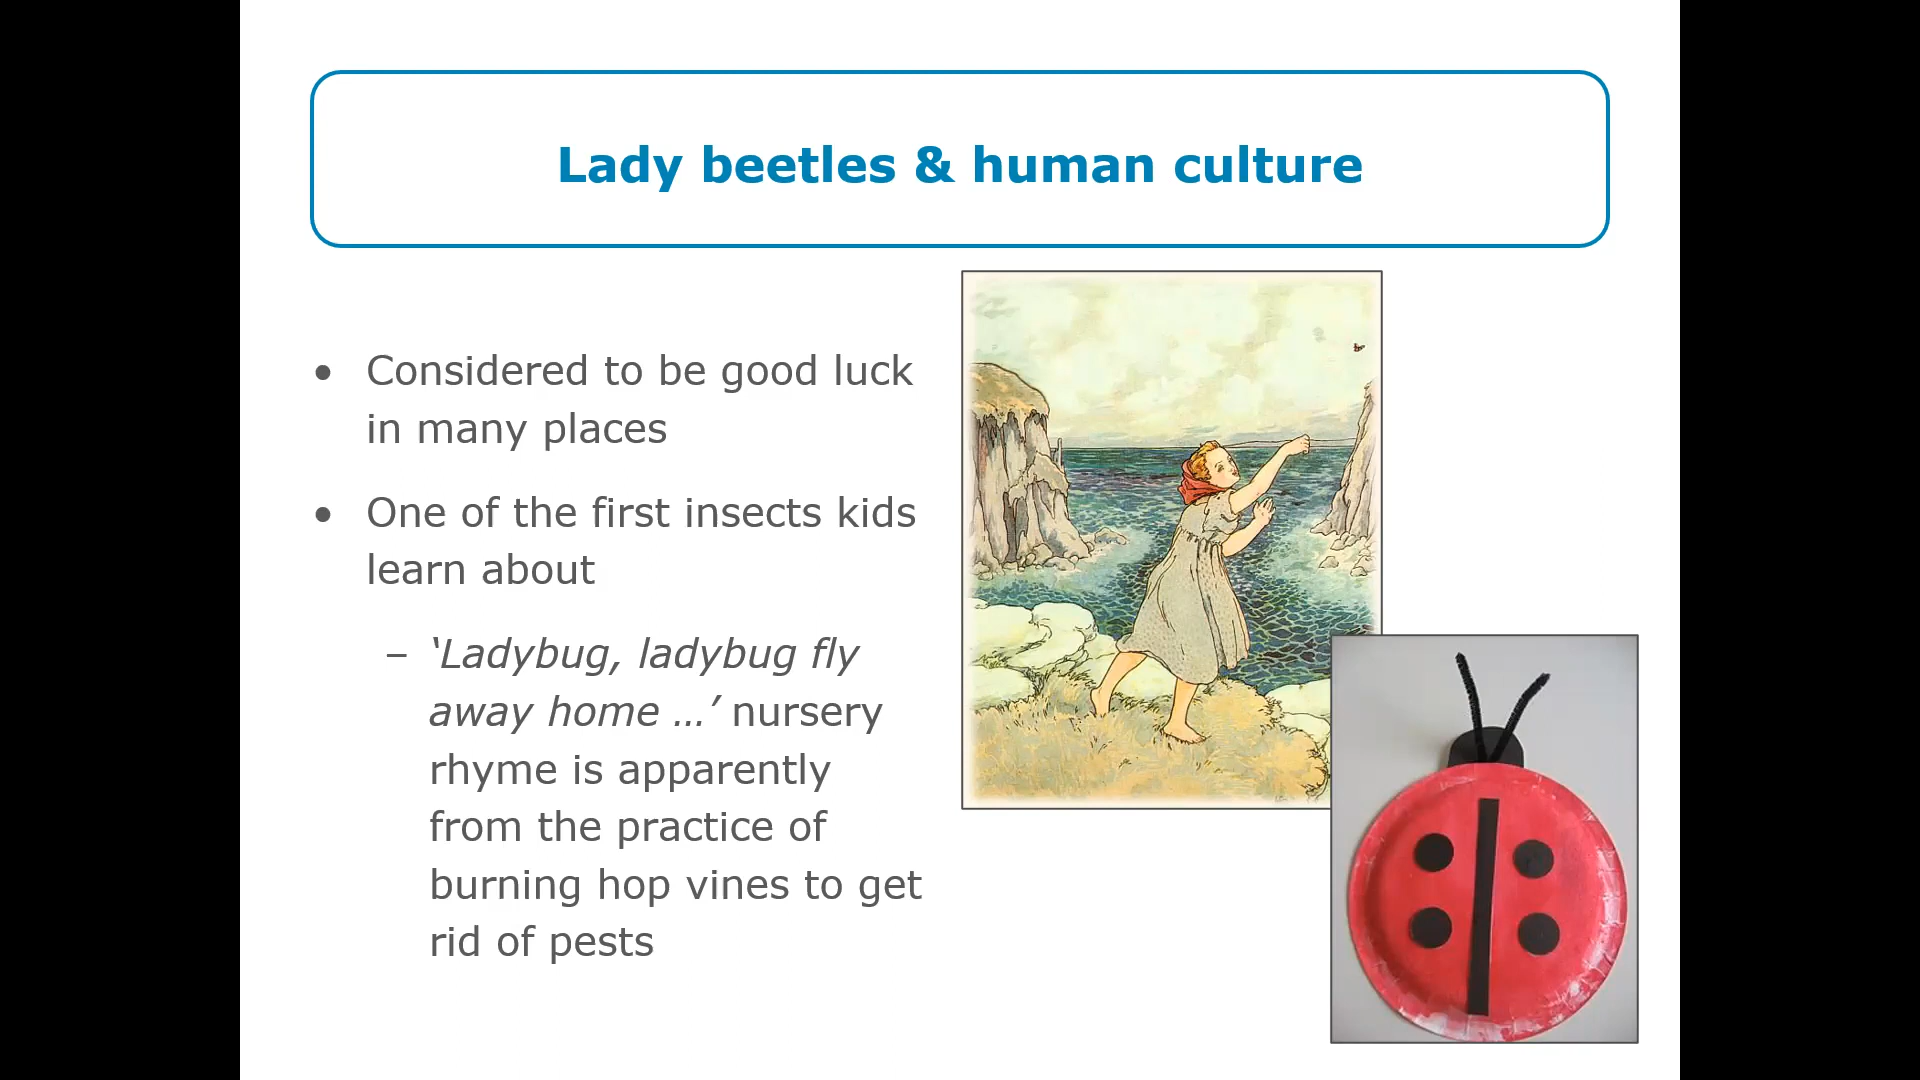 Lady beetles & human culture
• Considered to be good luck
in many places
• One of the first insects kids
learn about
– ‘Ladybug, ladybug fly
away home …’ nursery
rhyme is apparently
from the practice of
burning hop vines to get
rid of pests